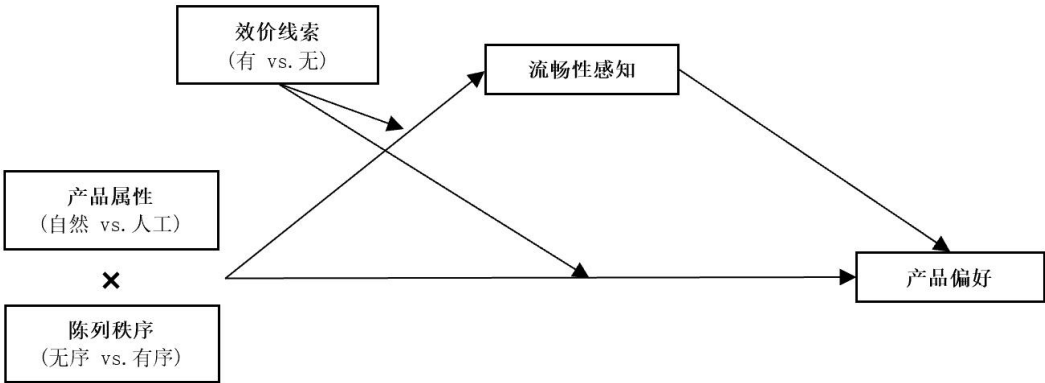 效价线索
(有 vs.无)
流畅性感知
产品属性
(自然 vs.人工)
×
产品偏好
陈列秩序
(无序 vs.有序)